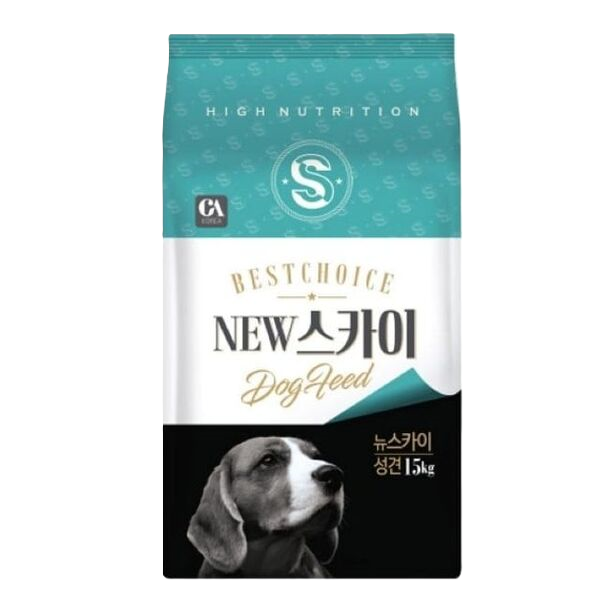 HIGH NUTRITION
S
CA
KOREA
BESTCHOICE
NEW스카이
Dog Feed
뉴스카이
성견 15kg